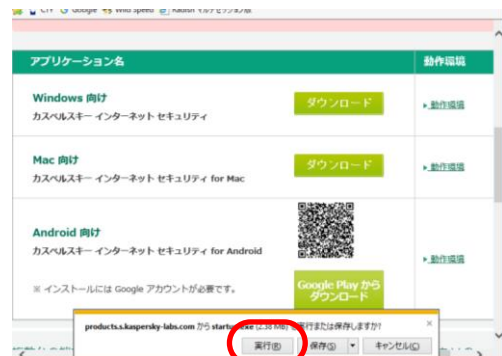 CTV Google Wild Speed
アプリケーション名 動作環境
Windows 向け
カスペルスキー インターネット セキュリティ
ダウンロード
動作環境
Mac 向け
カスペルスキー インターネット セキュリティ for Mac
ダウンロード
動作環境
Android 向け
カスペルスキー インターネット セキュリティ for Android
動作環境
※ インストールには Google アカウントが必要です。
Google Play から
ダウンロード
products.s.kaspersky-labs.com から startup.exe (2.38 MB) を実行または保存しますか?
×
実行(R) 保存(S) キャンセル(C)